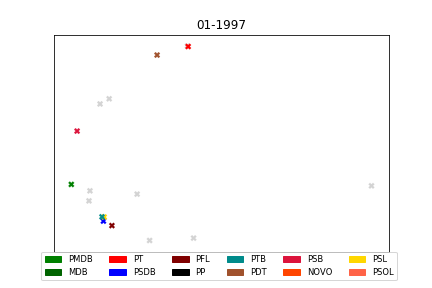 01-1997
PMDB PT PFL PTB PSB PSL
MDB PSDB PP PDT NOVO PSOL